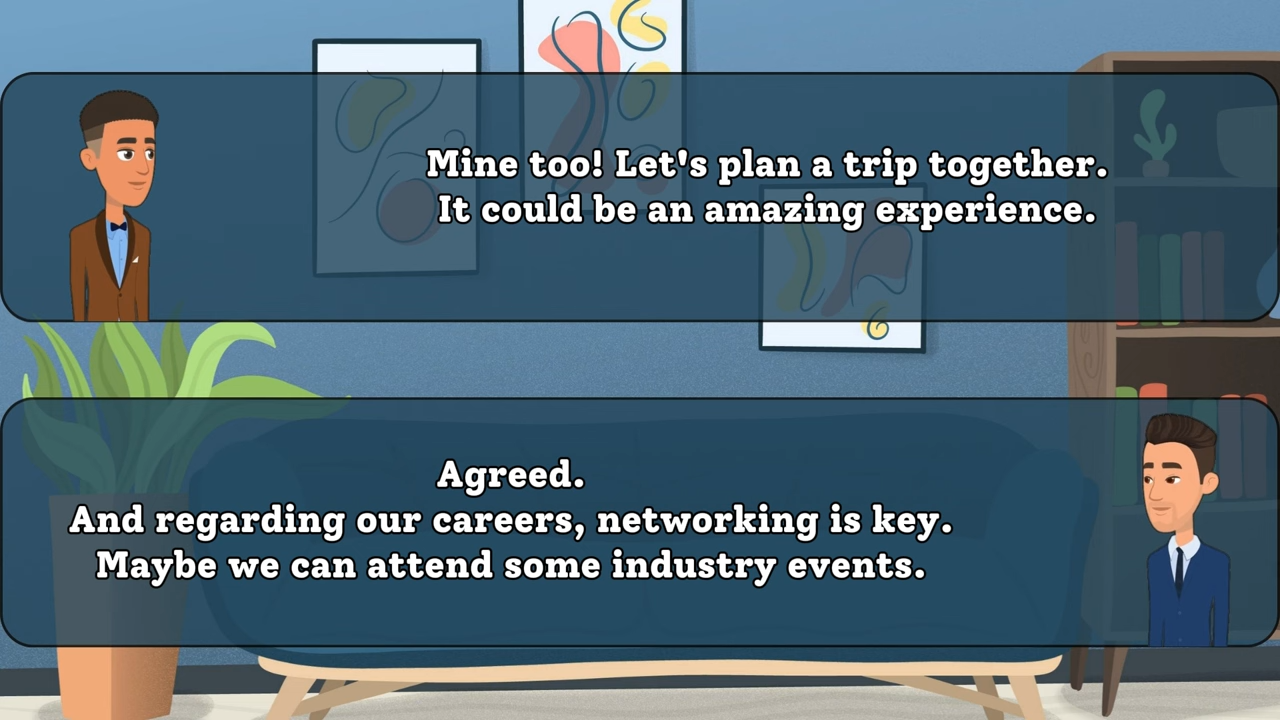 Mine too! Let's plan a trip together.
It could be an amazing experience.
Agreed.
And regarding our careers, networking is key.
Maybe we can attend some industry events.